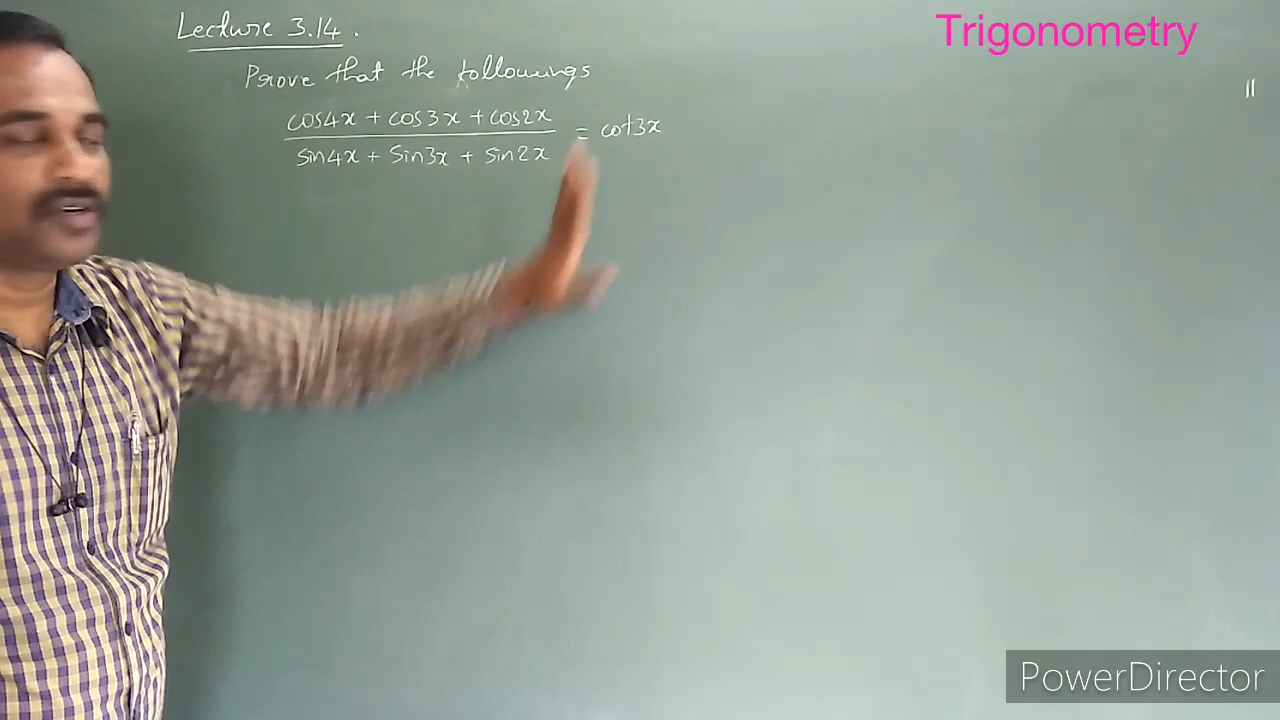 Lecture 3.14.
Trigonometry
Prove that the followings
cos4x + cos3x + cos2x
= cot3x
sin4x + Sin3x + Sin2x
PowerDirector